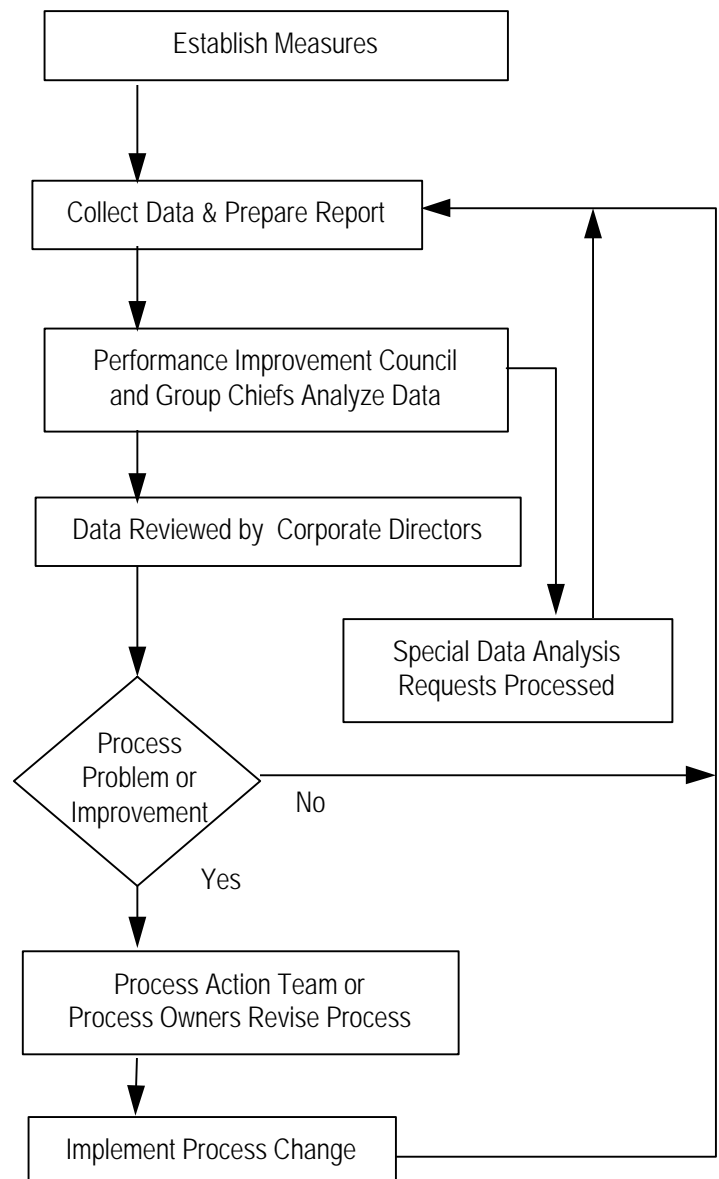 Establish Measures
Collect Data & Prepare Report
Performance Improvement Council
and Group Chiefs Analyze Data
Data Reviewed by Corporate Directors
Special Data Analysis
Requests Processed
Process
Problem or
Improvement
No
Yes
Process Action Team or
Process Owners Revise Process
Implement Process Change